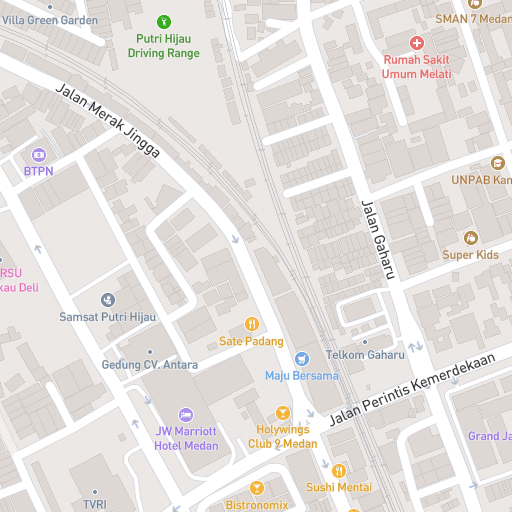 Villa Green Garden
Putri Hijau
Driving Range
SMAN 7 Medan
Rumah Sakit
Umum Melati
Jalan Merak Jingga
BTPN
UNPAB Kam
Jalan Gaharu
Super Kids
RSU
kau Deli
Samsat Putri Hijau
Sate Padang
Gedung CV. Antara
Telkom Gaharu
Maju Bersama
Jalan Perintis Kemerdekaan
JW Marriott
Hotel Medan
Holywings
Club 9 Medan
Grand Ja
Sushi Mentai
Bistronomix
TVRI